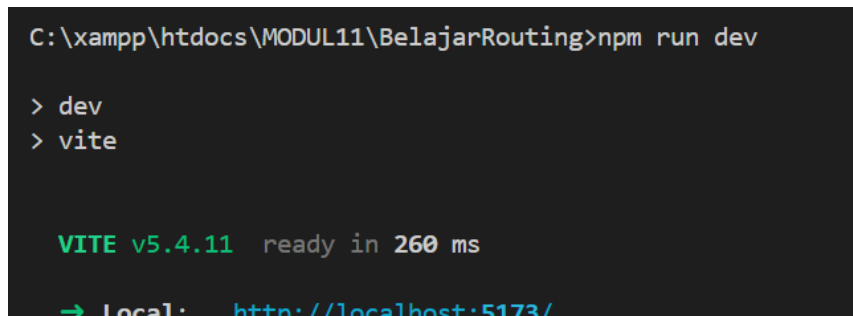 C:\xampp\htdocs\MODUL11\BelajarRouting>npm run dev
> dev
> vite
VITE v5.4.11 ready in 260 ms
➜ Local: http://localhost:5173/